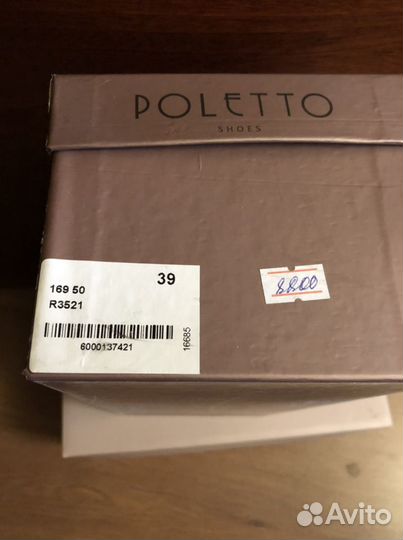 POLETTO
SHOES
39
169 50
R3521
6000137421
16685
8800
Avito